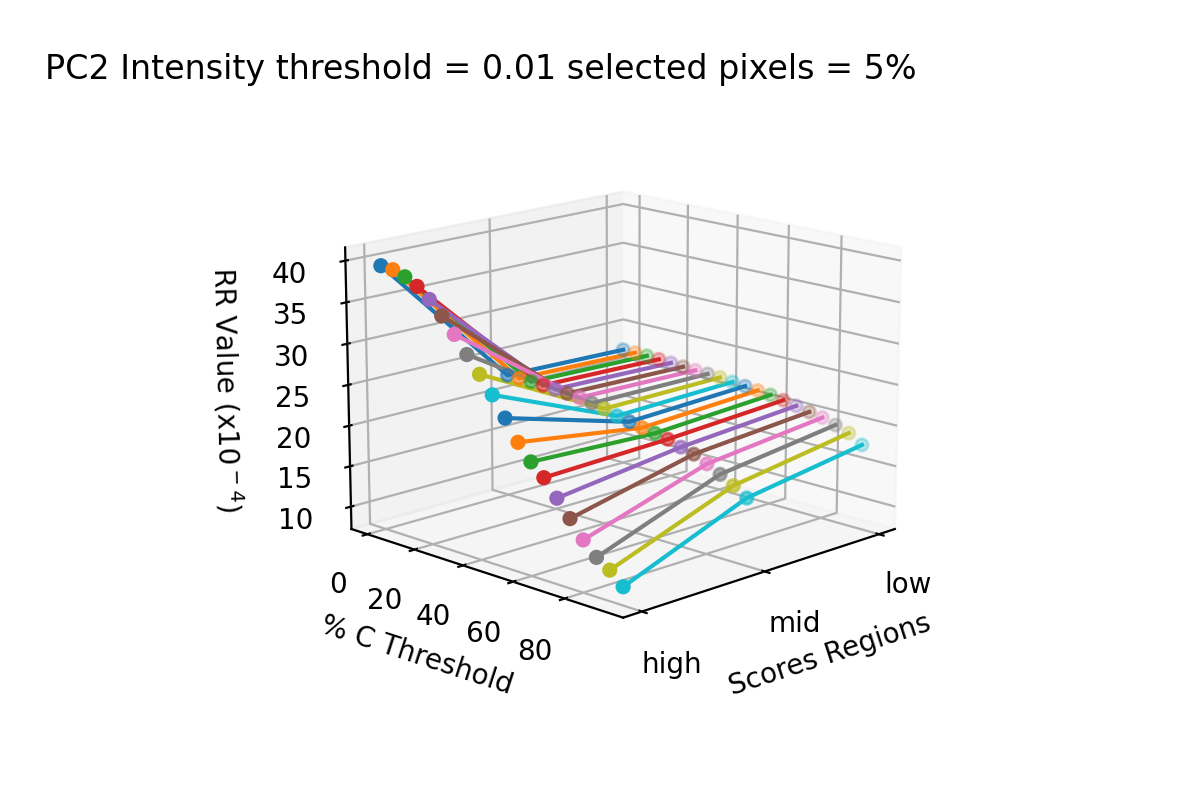 PC2 Intensity threshold = 0.01 selected pixels = 5%
RR Value (x10⁻⁴)
40
35
30
25
20
15
10
0
20
40
60
80
% C Threshold
high
mid
low
Scores Regions